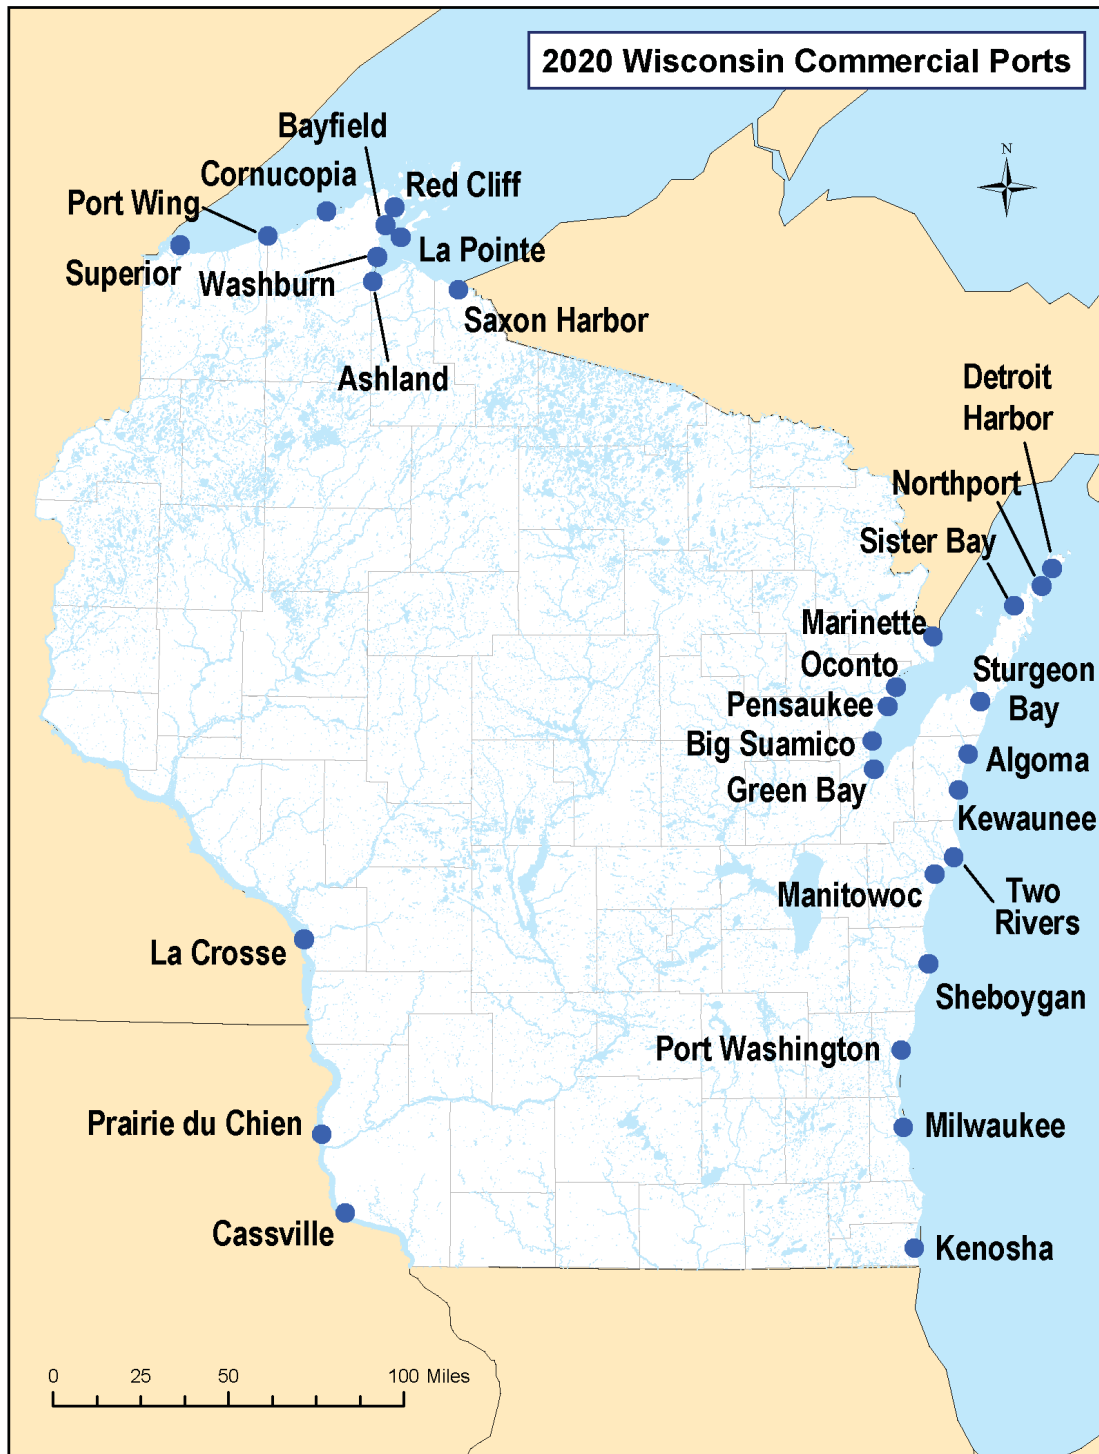 2020 Wisconsin Commercial Ports
N
Bayfield
Cornucopia
Red Cliff
Port Wing
La Pointe
Superior
Washburn
Saxon Harbor
Ashland
Detroit
Harbor
Northport
Sister Bay
Marinette
Oconto
Sturgeon
Bay
Pensaukee
Big Suamico
Algoma
Green Bay
Kewaunee
Manitowoc
Two
Rivers
La Crosse
Sheboygan
Port Washington
Prairie du Chien
Milwaukee
Cassville
Kenosha
0 25 50 100 Miles